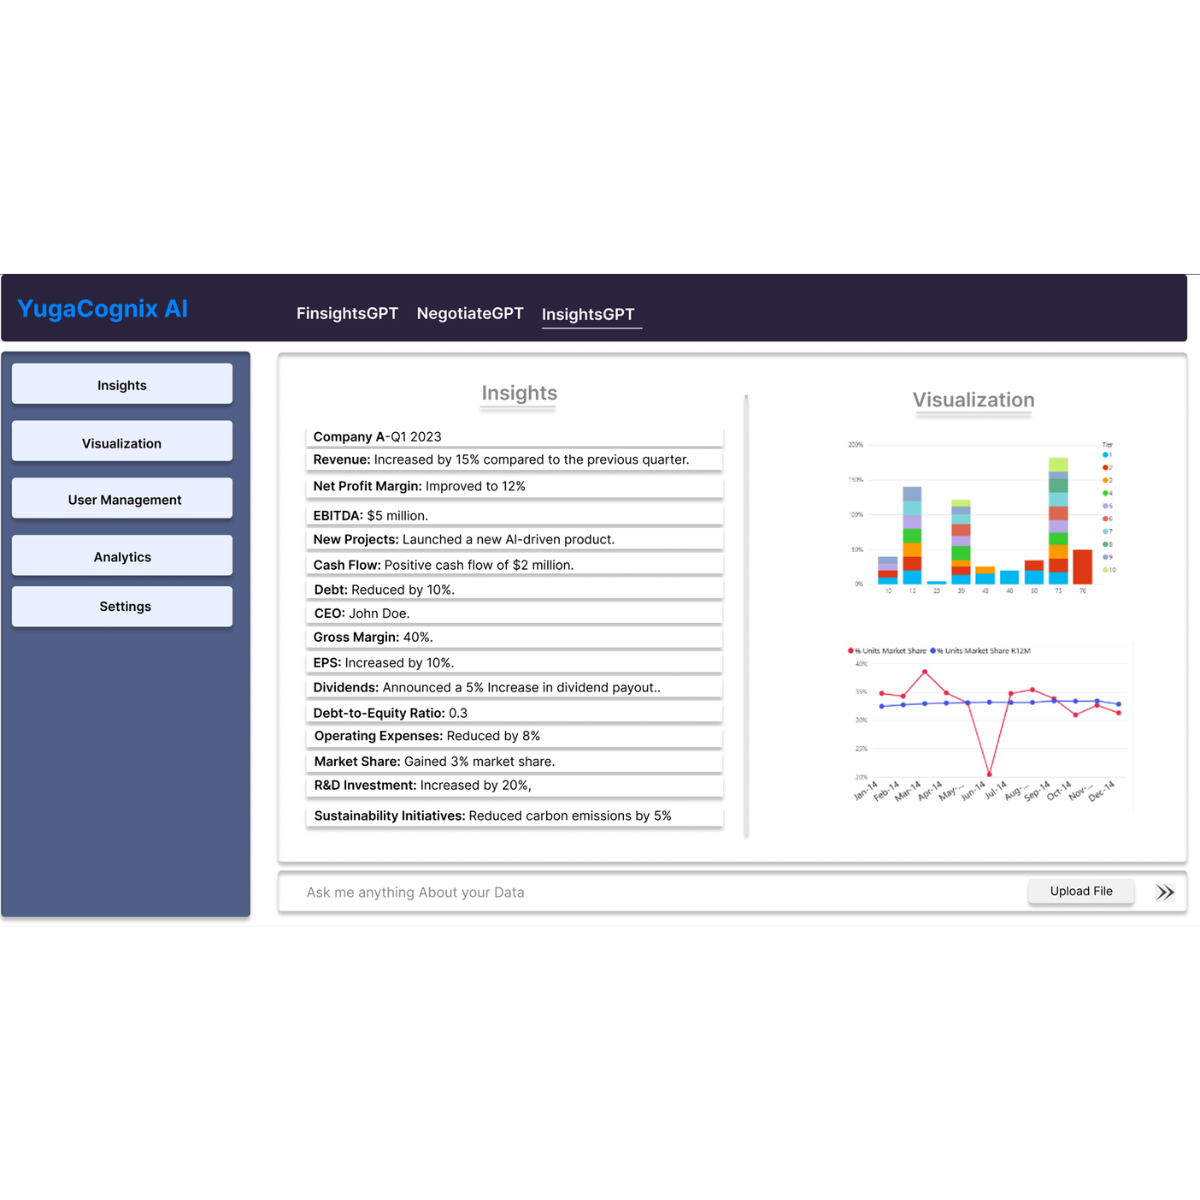 YugaCognix AI
FinsightsGPT NegotiateGPT InsightsGPT
Insights
Visualization
User Management
Analytics
Settings
Insights
Company A-Q1 2023
Revenue: Increased by 15% compared to the previous quarter.
Net Profit Margin: Improved to 12%
EBITDA: $5 million.
New Projects: Launched a new AI-driven product.
Cash Flow: Positive cash flow of $2 million.
Debt: Reduced by 10%.
CEO: John Doe.
Gross Margin: 40%.
EPS: Increased by 10%.
Dividends: Announced a 5% Increase in dividend payout..
Debt-to-Equity Ratio: 0.3
Operating Expenses: Reduced by 8%
Market Share: Gained 3% market share.
R&D Investment: Increased by 20%,
Sustainability Initiatives: Reduced carbon emissions by 5%
Visualization
200%
150%
100%
50%
0%
10 13 23 39 43 46 60 75 76
Tier
1
2
3
4
5
6
7
8
9
10
% Units Market Share % Units Market Share R12M
40%
35%
30%
25%
20%
Jan-14 Feb-14 Mar-14 Apr-14 May-... Jun-14 Jul-14 Aug-... Sep-14 Oct-14 Nov-... Dec-14
Ask me anything About your Data
Upload File